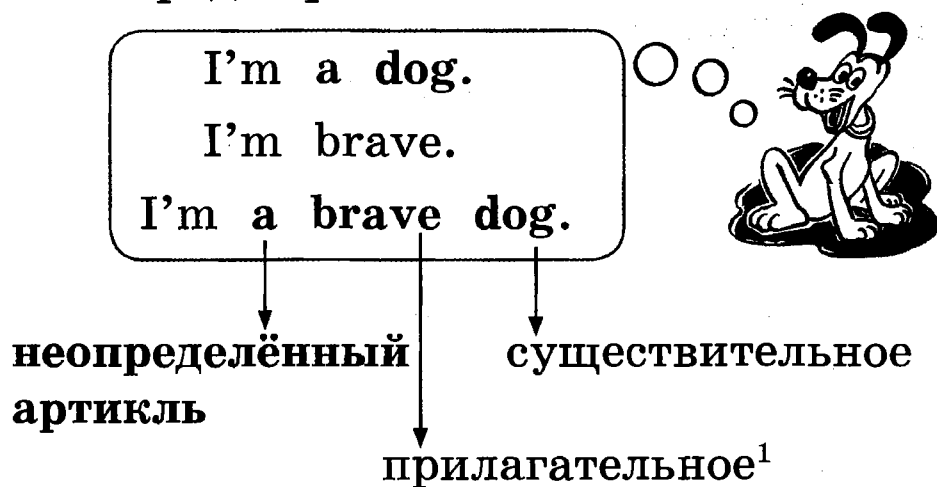 I'm a dog.
I'm brave.
I'm a brave dog.
неопределённый существительное
артикль
прилагательное¹